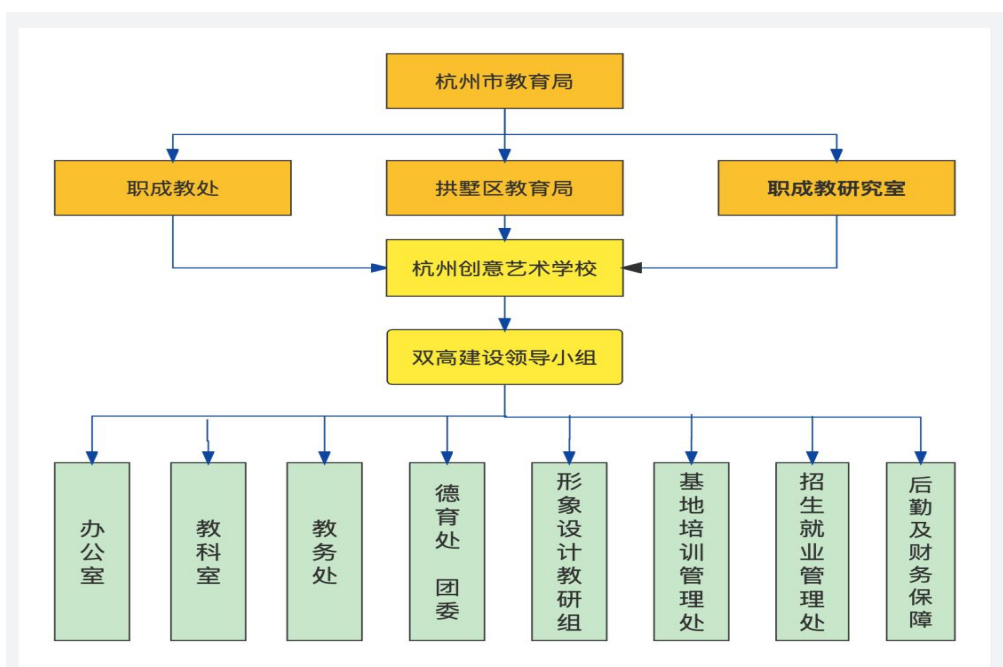 杭州市教育局
职成教处
拱墅区教育局
职成教研究室
杭州创意艺术学校
双高建设领导小组
办公室
教科室
教务处
德育处 团委
形象设计教研组
基地培训管理处
招生就业管理处
后勤及财务保障